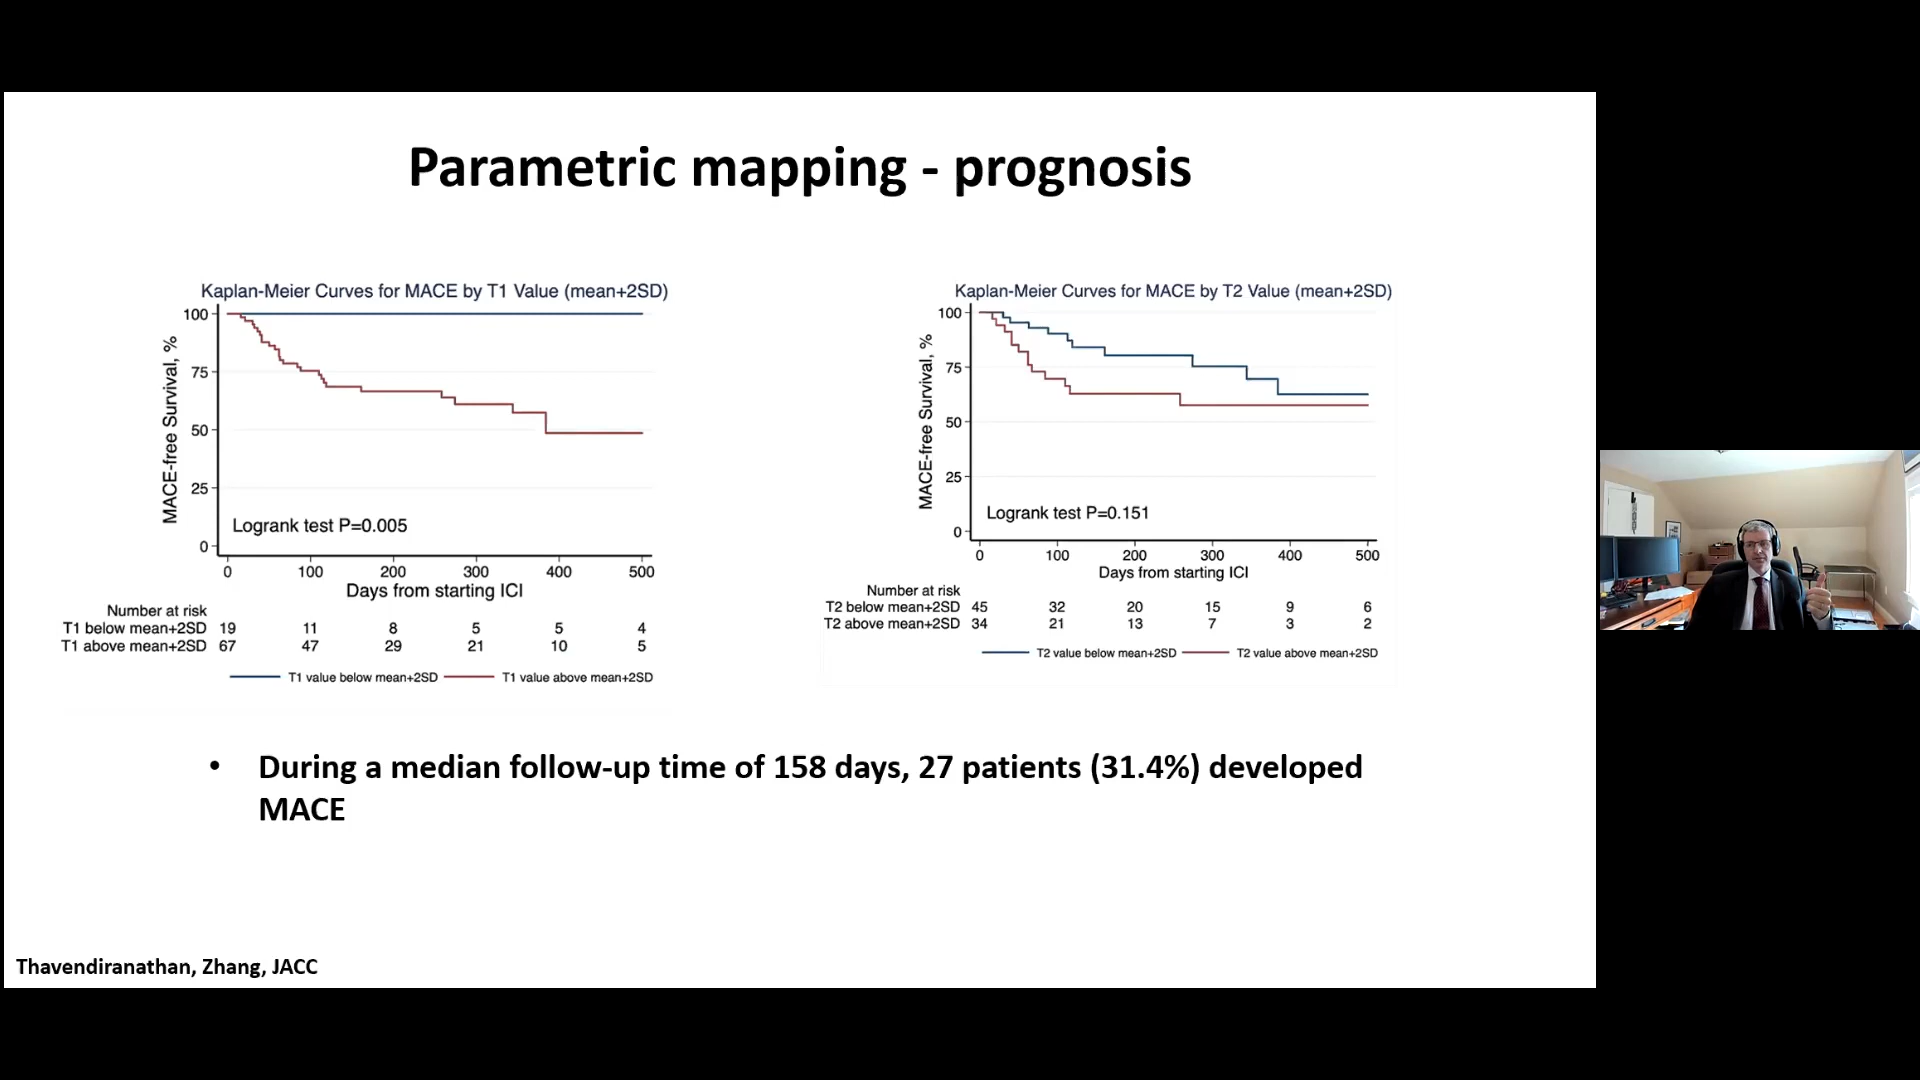 Parametric mapping - prognosis
Kaplan-Meier Curves for MACE by T1 Value (mean+2SD)
MACE-free Survival, %
100
75
50
25
0
Logrank test P=0.005
0 100 200 300 400 500
Days from starting ICI
Number at risk
T1 below mean+2SD 19 11 8 5 5 4
T1 above mean+2SD 67 47 29 21 10 5
T1 value below mean+2SD T1 value above mean+2SD
Kaplan-Meier Curves for MACE by T2 Value (mean+2SD)
MACE-free Survival, %
100
75
50
25
0
Logrank test P=0.151
0 100 200 300 400 500
Days from starting ICI
Number at risk
T2 below mean+2SD 45 32 20 15 9 6
T2 above mean+2SD 34 21 13 7 3 2
T2 value below mean+2SD T2 value above mean+2SD
• During a median follow-up time of 158 days, 27 patients (31.4%) developed
MACE
Thavendiranathan, Zhang, JACC